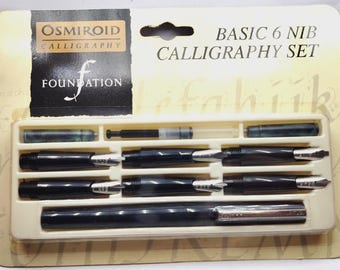 OSMIROID
CALLIGRAPHY
f
FOUNDATION
BASIC 6 NIB
CALLIGRAPHY SET